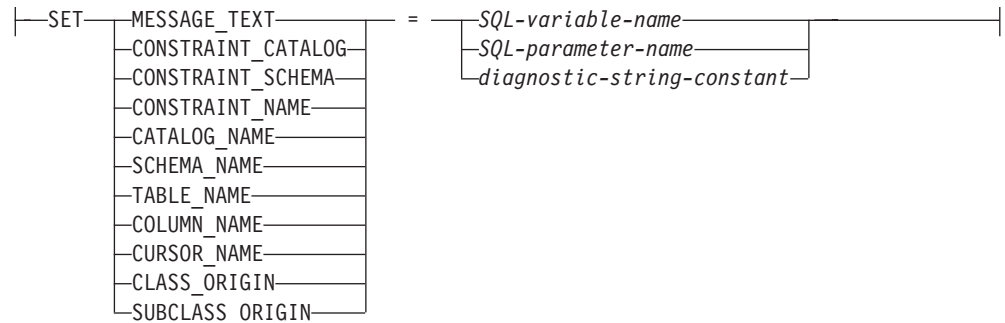 SET MESSAGE_TEXT = SQL-variable-name
CONSTRAINT_CATALOG SQL-parameter-name
CONSTRAINT_SCHEMA diagnostic-string-constant
CONSTRAINT_NAME
CATALOG_NAME
SCHEMA_NAME
TABLE_NAME
COLUMN_NAME
CURSOR_NAME
CLASS_ORIGIN
SUBCLASS ORIGIN